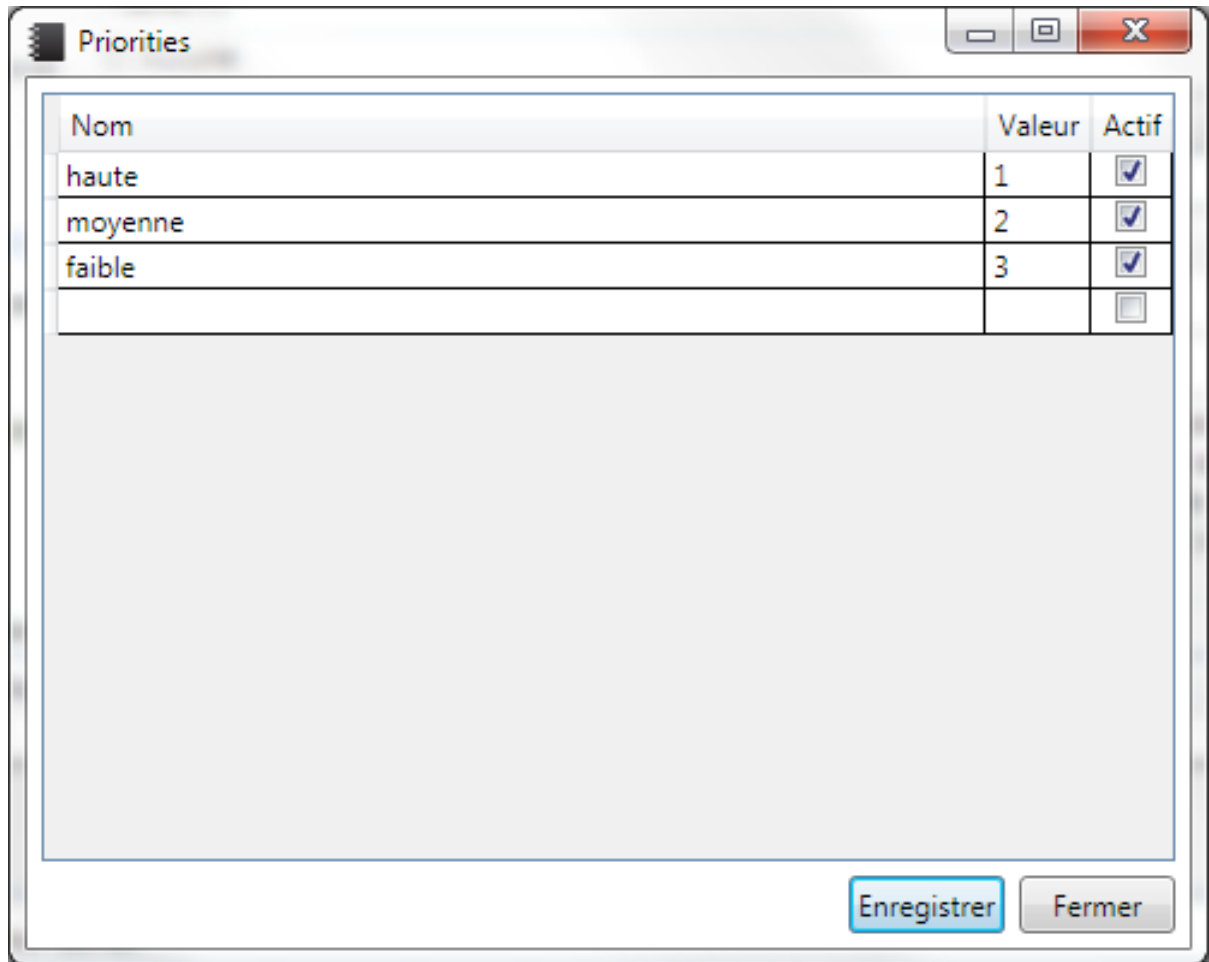 Priorities
Nom Valeur Actif
haute 1
moyenne 2
faible 3
Enregistrer Fermer